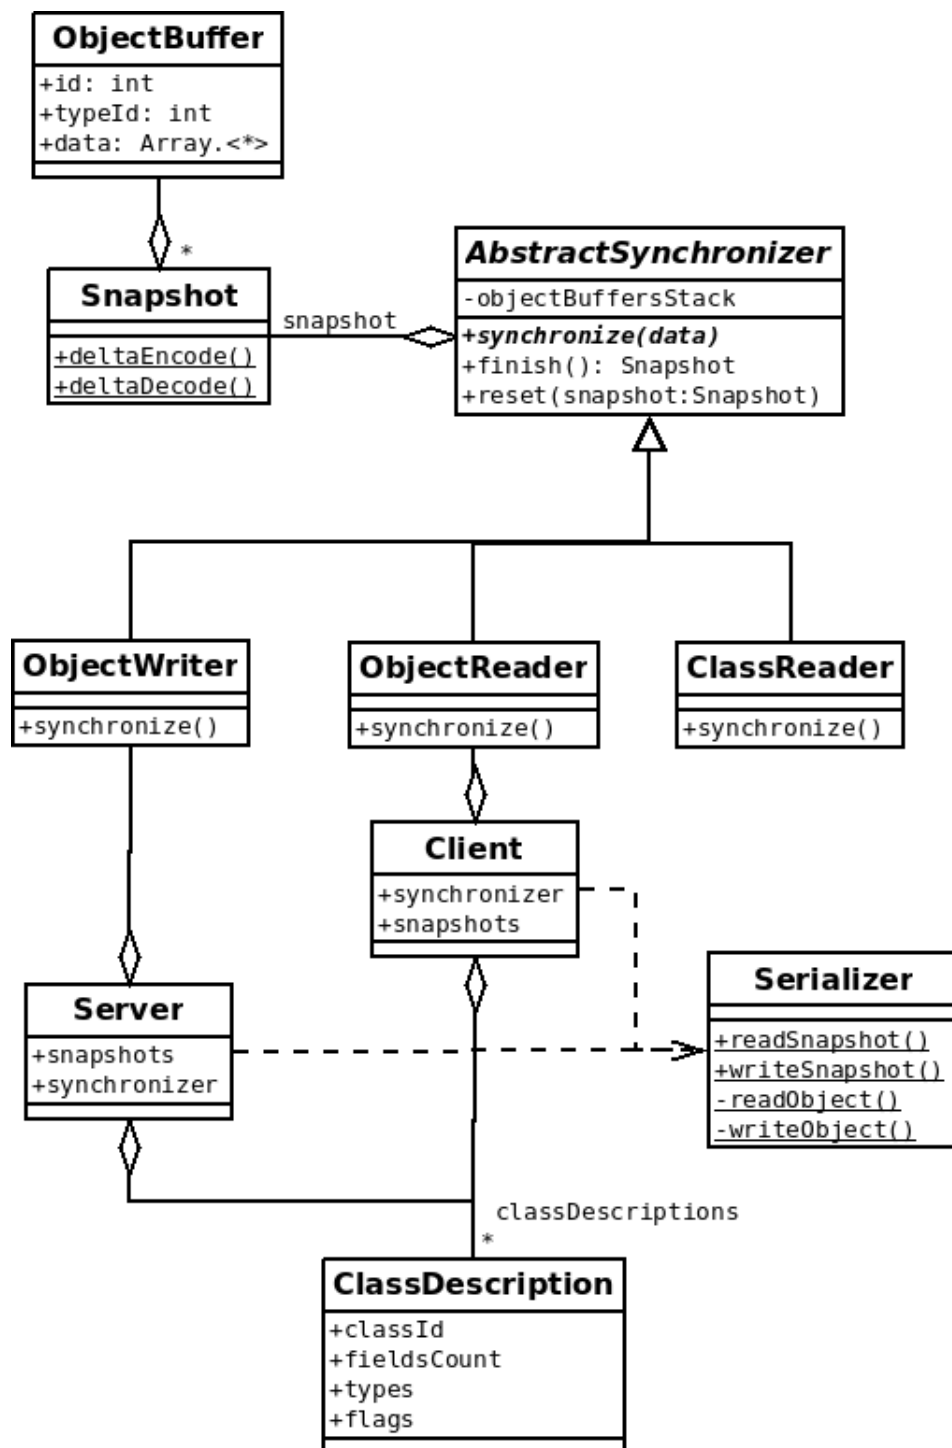 ObjectBuffer
+id: int
+typeId: int
+data: Array.<*>
*
Snapshot
+deltaEncode()
+deltaDecode()
snapshot
AbstractSynchronizer
-objectBuffersStack
+synchronize(data)
+finish(): Snapshot
+reset(snapshot:Snapshot)
ObjectWriter
+synchronize()
ObjectReader
+synchronize()
ClassReader
+synchronize()
Client
+synchronizer
+snapshots
Server
+snapshots
+synchronizer
Serializer
+readSnapshot()
+writeSnapshot()
-readObject()
-writeObject()
classDescriptions
*
ClassDescription
+classId
+fieldsCount
+types
+flags